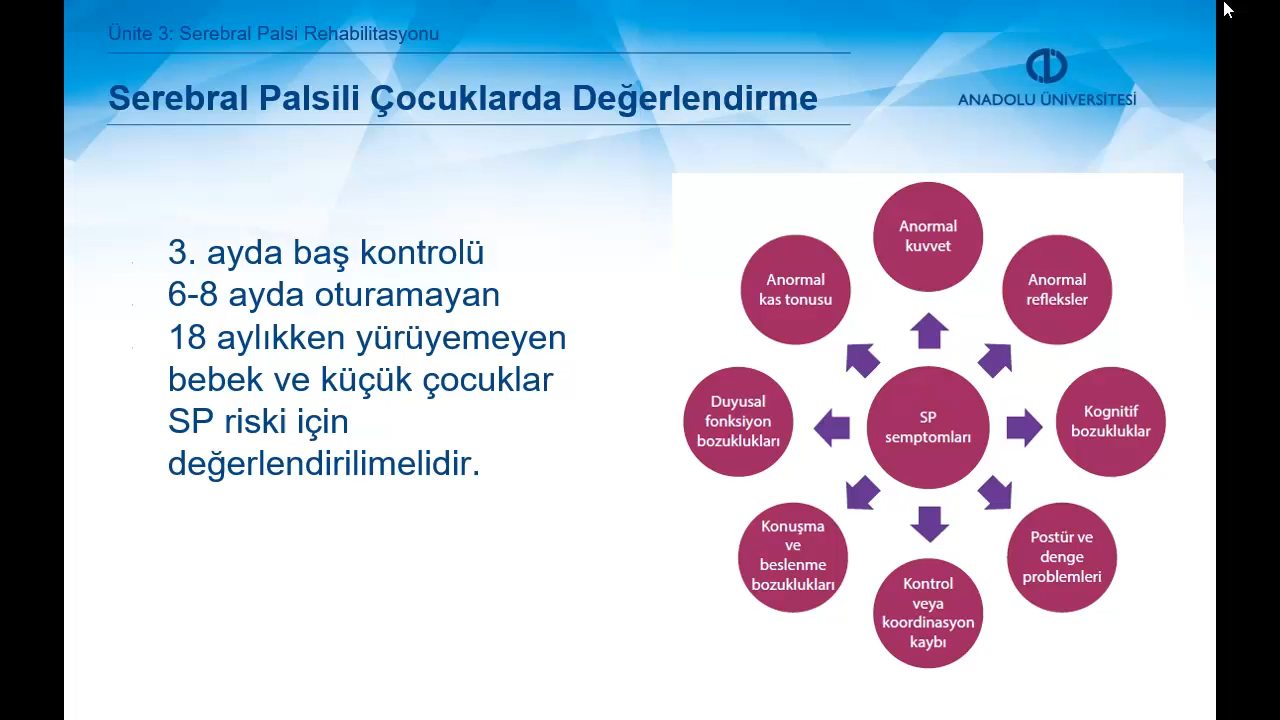 Ünite 3: Serebral Palsi Rehabilitasyonu
Serebral Palsili Çocuklarda Değerlendirme
ANADOLU ÜNİVERSİTESİ
3. ayda baş kontrolü
6-8 ayda oturamayan
18 aylıkken yürüyemeyen
bebek ve küçük çocuklar
SP riski için
değerlendirilimelidir.
Anormal
kuvvet
Anormal
kas tonusu
Anormal
refleksler
Duyusal
fonksiyon
bozuklukları
SP
semptomları
Kognitif
bozukluklar
Konuşma
ve
beslenme
bozuklukları
Kontrol
veya
koordinasyon
kaybı
Postür ve
denge
problemleri